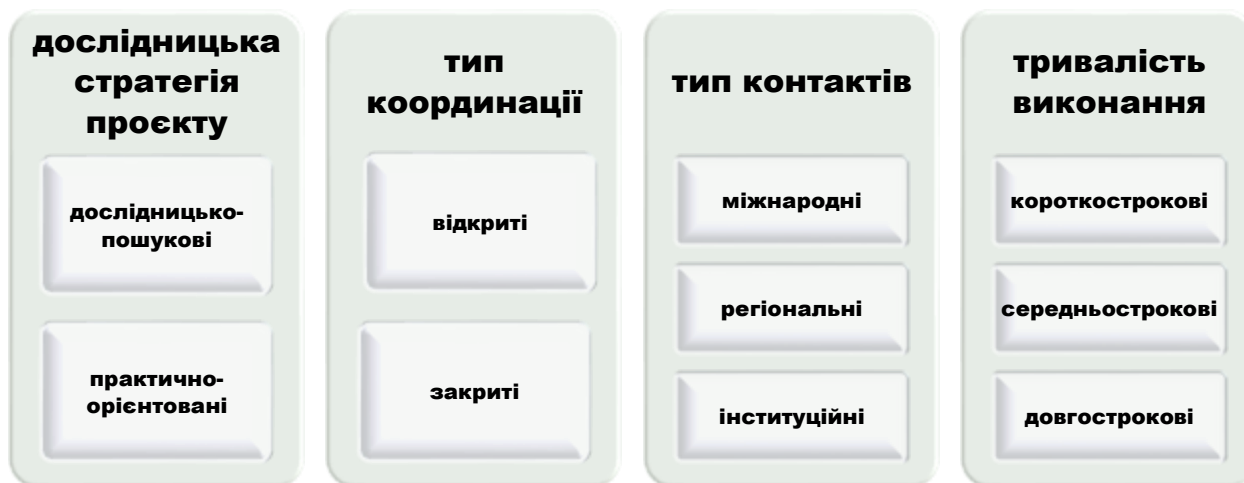 дослідницька
стратегія
проєкту
дослідницько-
пошукові
практично-
орієнтовані
тип
координації
відкриті
закриті
тип контактів
міжнародні
регіональні
інституційні
тривалість
виконання
короткострокові
середньострокові
довгострокові